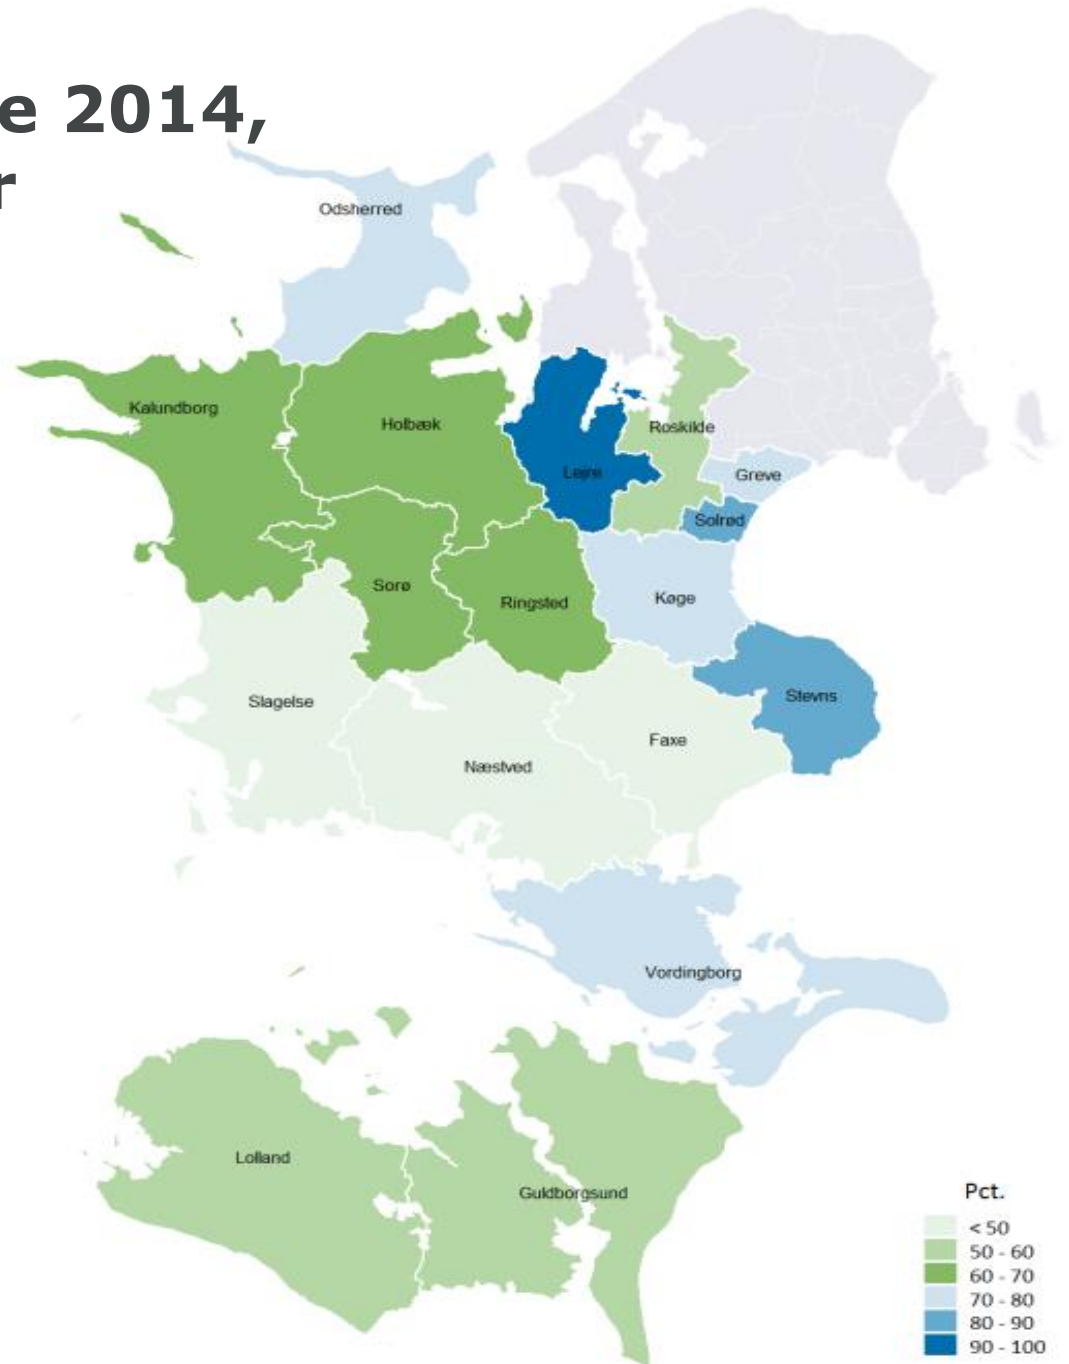 e 2014,
r
Odsherred
Kalundborg
Holbæk
Roskilde
Lejre
Greve
Solrød
Sorø
Ringsted
Køge
Slagelse
Stevns
Faxe
Næstved
Vordingborg
Lolland
Guldborgsund
Pct.
< 50
50 - 60
60 - 70
70 - 80
80 - 90
90 - 100